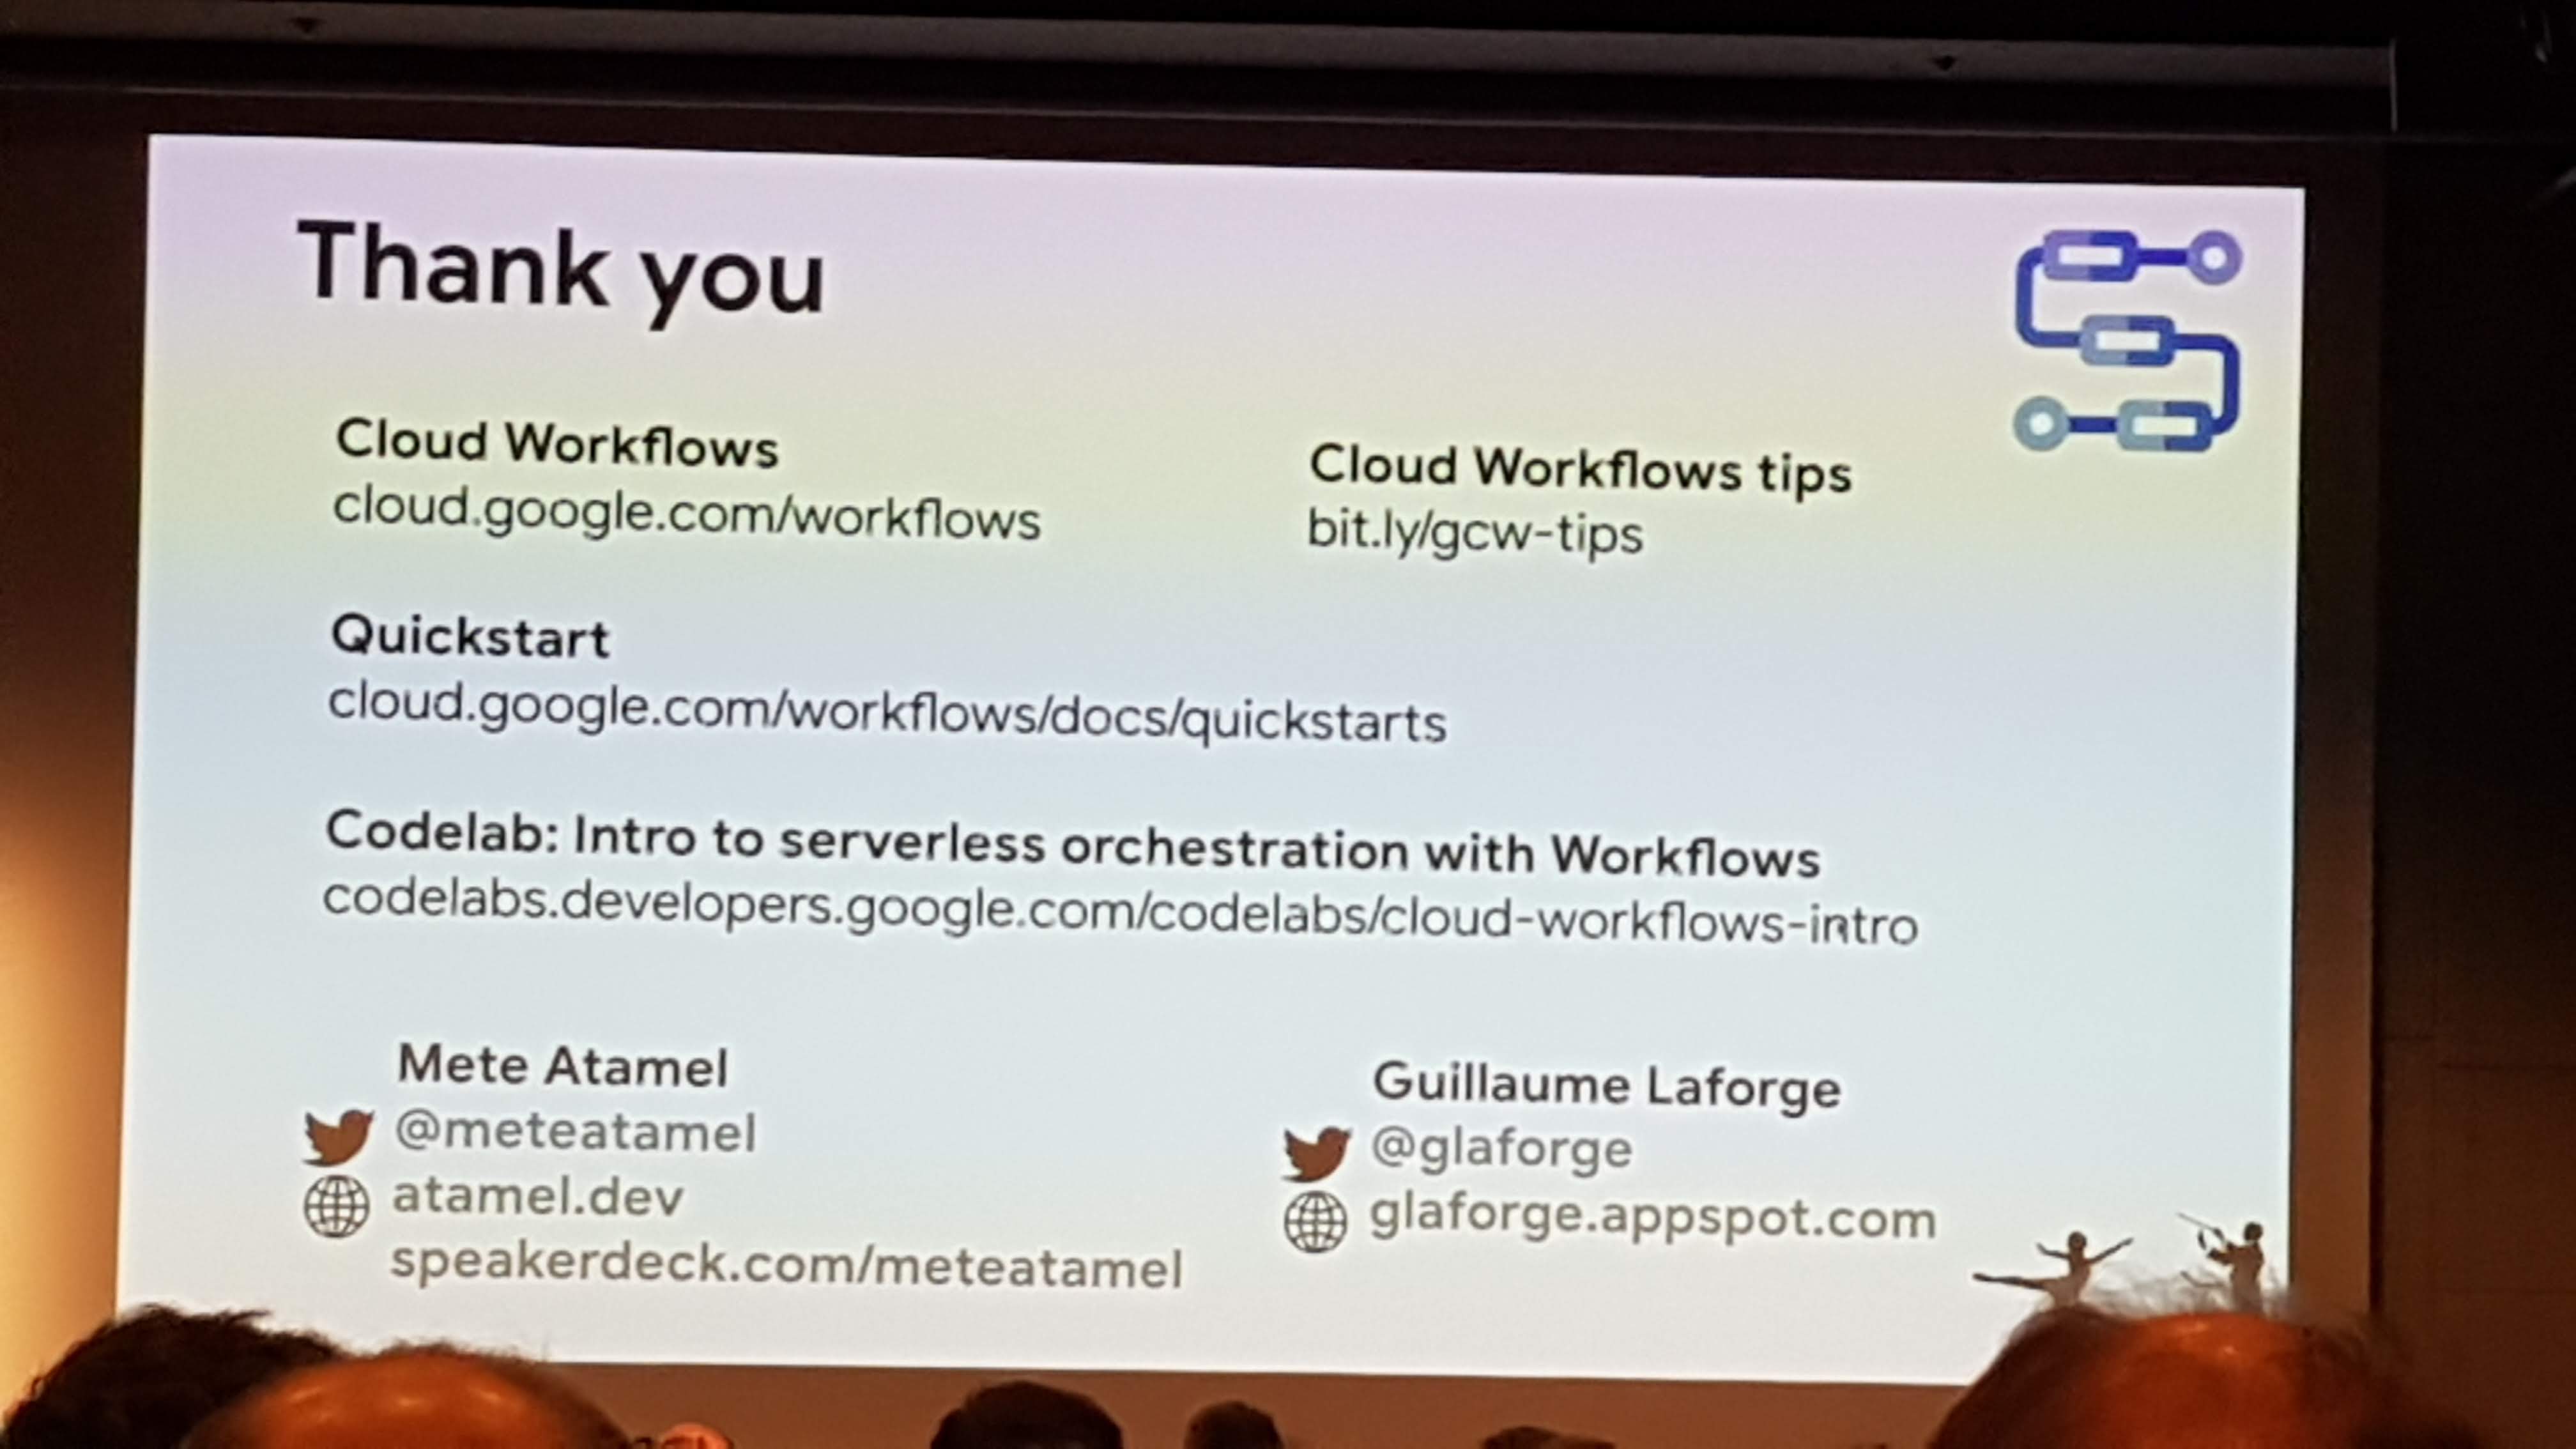 Thank you
Cloud Workflows
cloud.google.com/workflows
Cloud Workflows tips
bit.ly/gcw-tips
Quickstart
cloud.google.com/workflows/docs/quickstarts
Codelab: Intro to serverless orchestration with Workflows
codelabs.developers.google.com/codelabs/cloud-workflows-intro
Mete Atamel
@meteatamel
atamel.dev
speakerdeck.com/meteatamel
Guillaume Laforge
@glaforge
glaforge.appspot.com